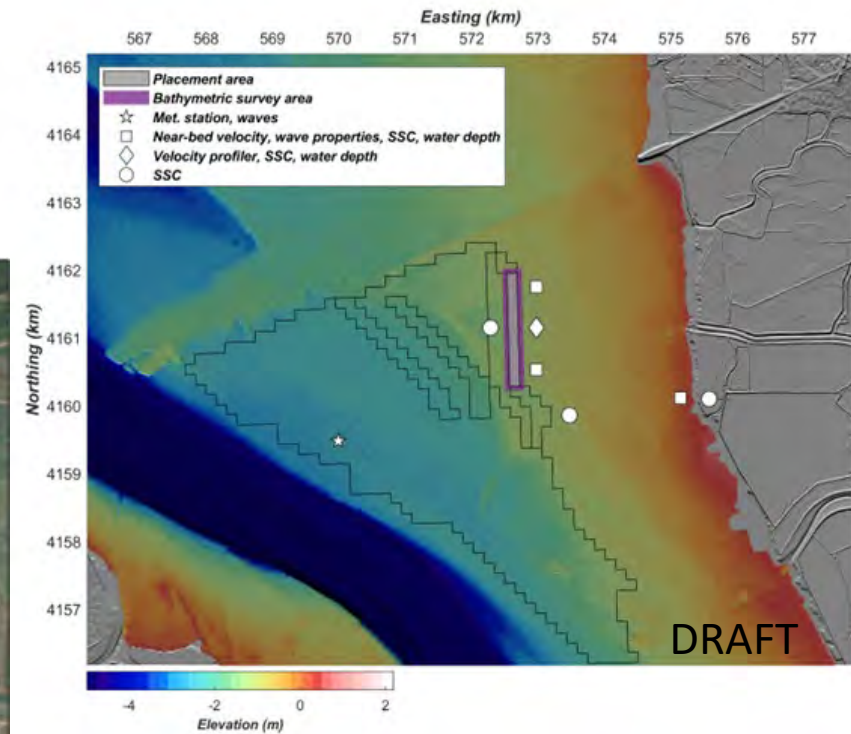 Easting (km)
567 568 569 570 571 572 573 574 575 576 577
4165
4164
4163
4162
4161
4160
4159
4158
4157
Northing (km)
Placement area
Bathymetric survey area
Met. station, waves
Near-bed velocity, wave properties, SSC, water depth
Velocity profiler, SSC, water depth
SSC
DRAFT
-4 -2 0 2
Elevation (m)